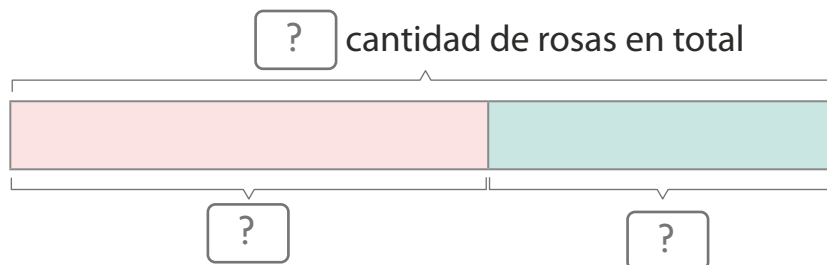 ? cantidad de rosas en total
? ?